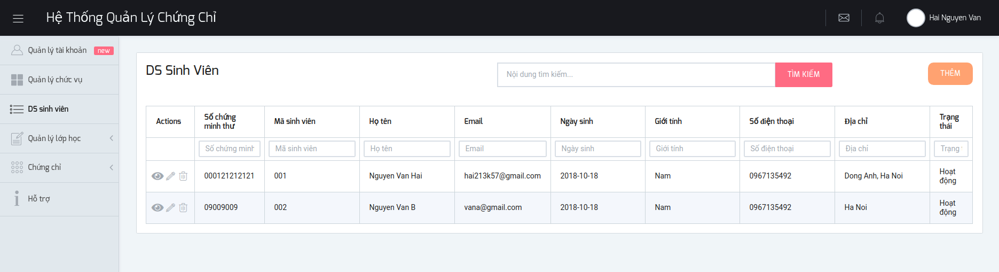 Hệ Thống Quản Lý Chứng Chỉ
Hai Nguyen Van
Quản lý tài khoản new
Quản lý chức vụ
DS sinh viên
Quản lý lớp học
Chứng chỉ
Hỗ trợ
DS Sinh Viên
Nội dung tìm kiếm...
TÌM KIẾM
THÊM
Actions Số chứng minh thư Mã sinh viên Họ tên Email Ngày sinh Giới tính Số điện thoại Địa chỉ Trạng thái
Số chứng minh Mã sinh viên Họ tên Email Ngày sinh Giới tính Số điện thoại Địa chỉ Trạng
000121212121 001 Nguyen Van Hai hai213k57@gmail.com 2018-10-18 Nam 0967135492 Dong Anh, Ha Noi Hoạt động
09009009 002 Nguyen Van B vana@gmail.com 2018-10-18 Nam 0967135492 Ha Noi Hoạt động